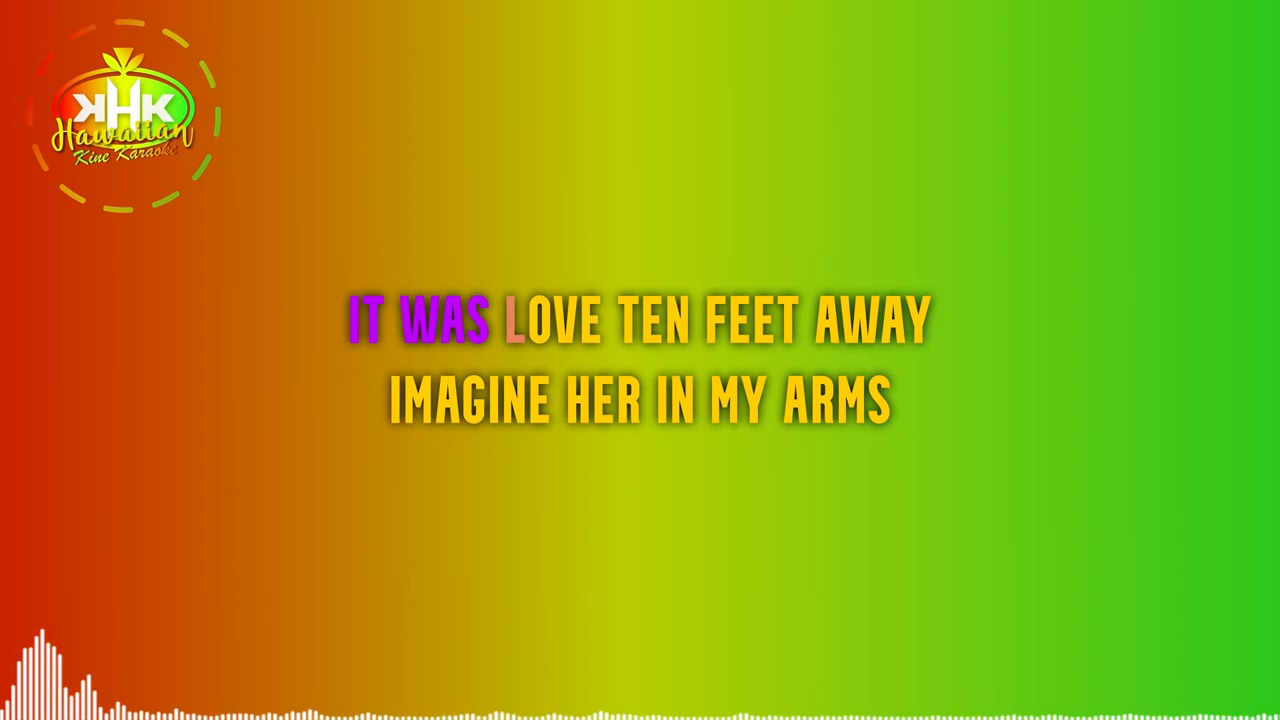 KHK
Hawaiian
Kine Karaoke
IT WAS LOVE TEN FEET AWAY
IMAGINE HER IN MY ARMS